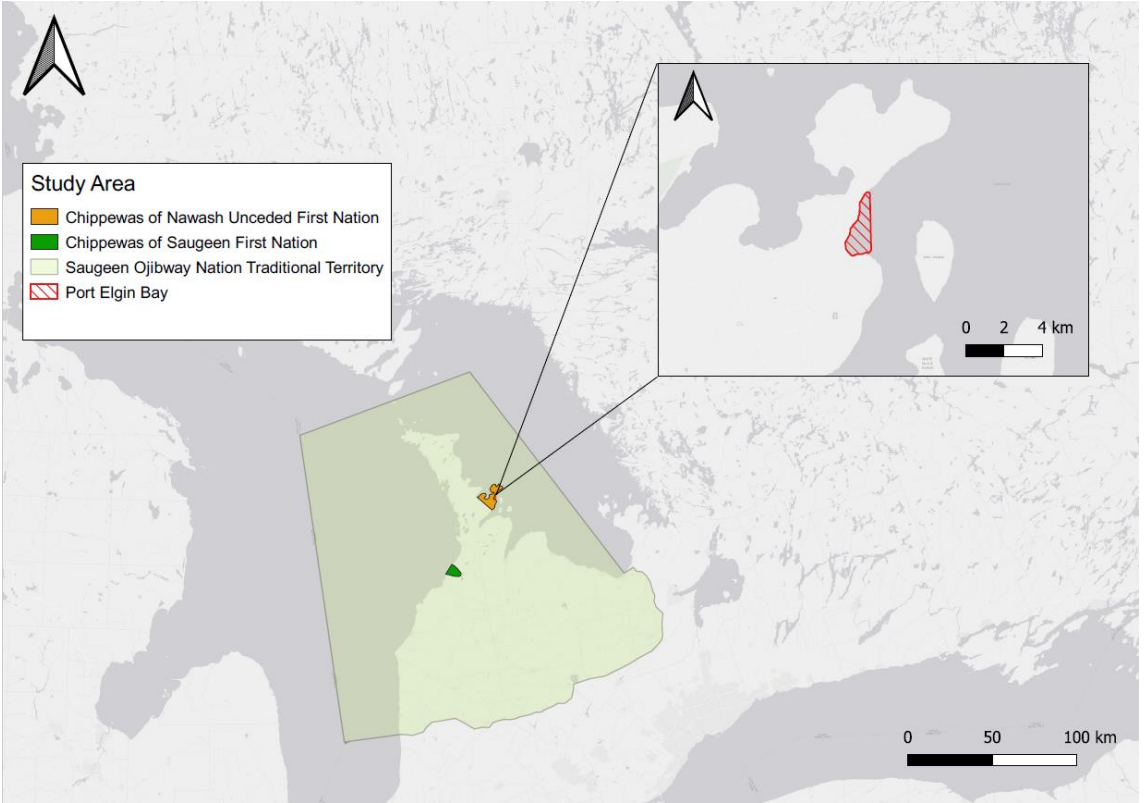 Study Area
Chippewas of Nawash Unceded First Nation
Chippewas of Saugeen First Nation
Saugeen Ojibway Nation Traditional Territory
Port Elgin Bay
0 2 4 km
0 50 100 km